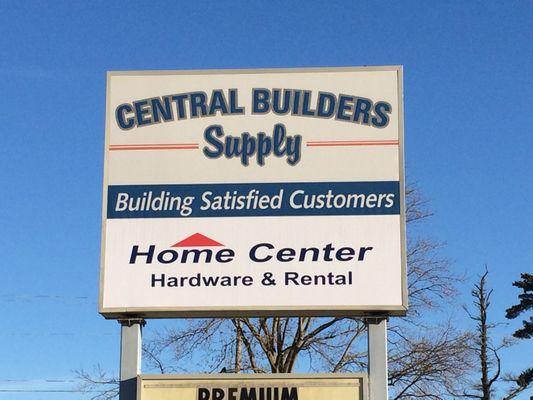 CENTRAL BUILDERS
Supply
Building Satisfied Customers
Home Center
Hardware & Rental
PREMIUM